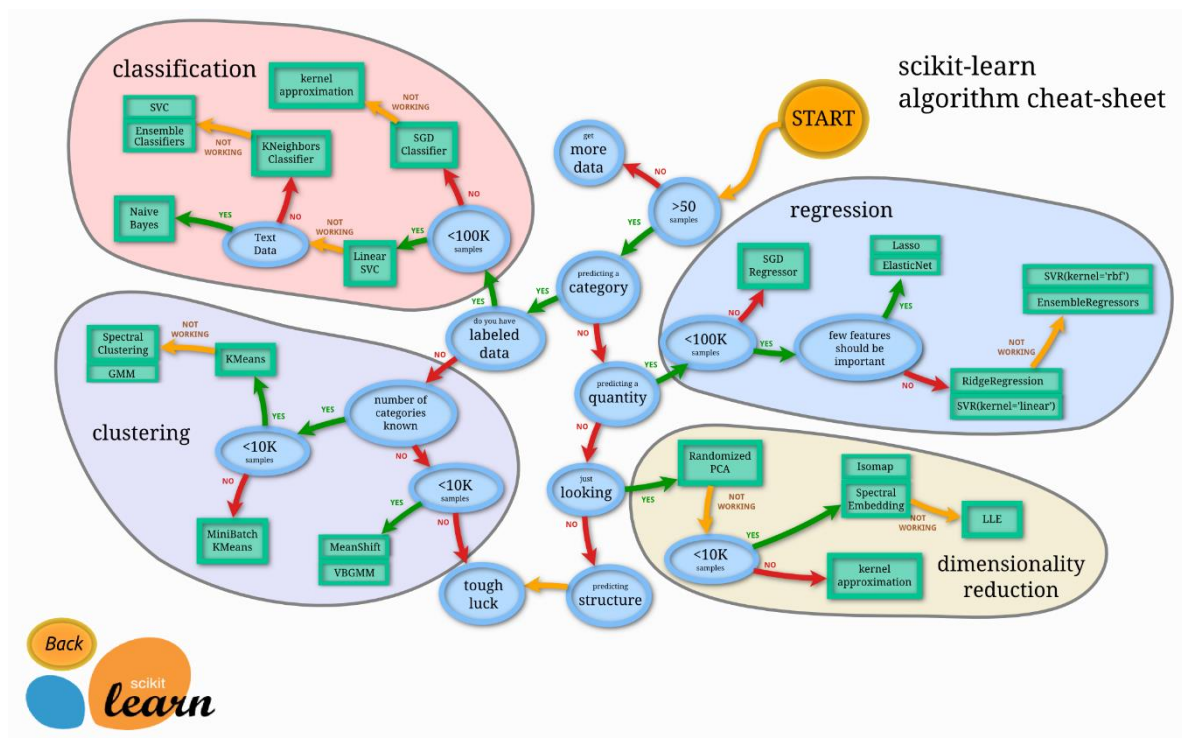 scikit-learn
algorithm cheat-sheet
START
get
more
data
NO
>50
samples
YES
predicting a
category
YES
NO
do you have
labeled
data
YES
NO
predicting a
quantity
YES
NO
just
looking
YES
NO
predicting
structure
tough
luck
classification
kernel
approximation
NOT
WORKING
SVC
Ensemble
Classifiers
NOT
WORKING
KNeighbors
Classifier
SGD
Classifier
NO
Naive
Bayes
YES
NO
Text
Data
NOT
WORKING
Linear
SVC
YES
<100K
samples
regression
SGD
Regressor
NO
<100K
samples
YES
Lasso
ElasticNet
YES
few features
should be
important
NO
SVR(kernel='rbf')
EnsembleRegressors
NOT
WORKING
RidgeRegression
SVR(kernel='linear')
clustering
Spectral
Clustering
GMM
NOT
WORKING
KMeans
YES
<10K
samples
NO
MiniBatch
KMeans
number of
categories
known
YES
NO
<10K
samples
YES
NO
MeanShift
VBGMM
dimensionality
reduction
Randomized
PCA
NOT
WORKING
<10K
samples
YES
NO
Isomap
Spectral
Embedding
NOT
WORKING
LLE
kernel
approximation
Back
scikit
learn